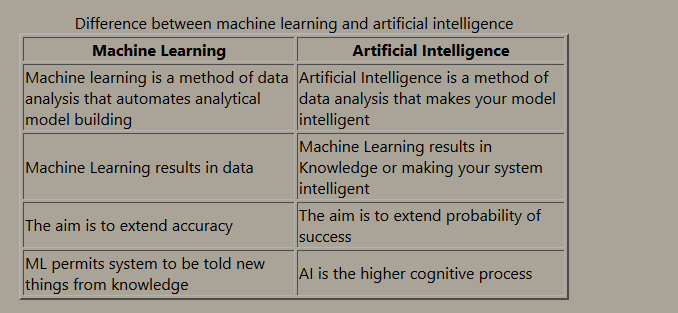 Difference between machine learning and artificial intelligence
Machine Learning
Artificial Intelligence
Machine learning is a method of data
analysis that automates analytical
model building
Artificial Intelligence is a method of
data analysis that makes your model
intelligent
Machine Learning results in data
Machine Learning results in
Knowledge or making your system
intelligent
The aim is to extend accuracy
The aim is to extend probability of
success
ML permits system to be told new
things from knowledge
AI is the higher cognitive process